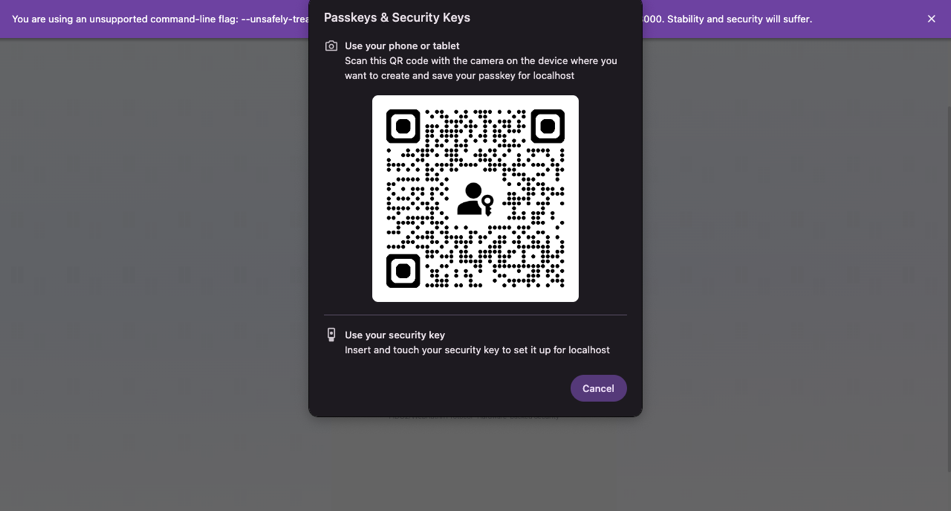 You are using an unsupported command-line flag: --unsafely-trea
000. Stability and security will suffer.
Passkeys & Security Keys
Use your phone or tablet
Scan this QR code with the camera on the device where you
want to create and save your passkey for localhost
Use your security key
Insert and touch your security key to set it up for localhost
Cancel